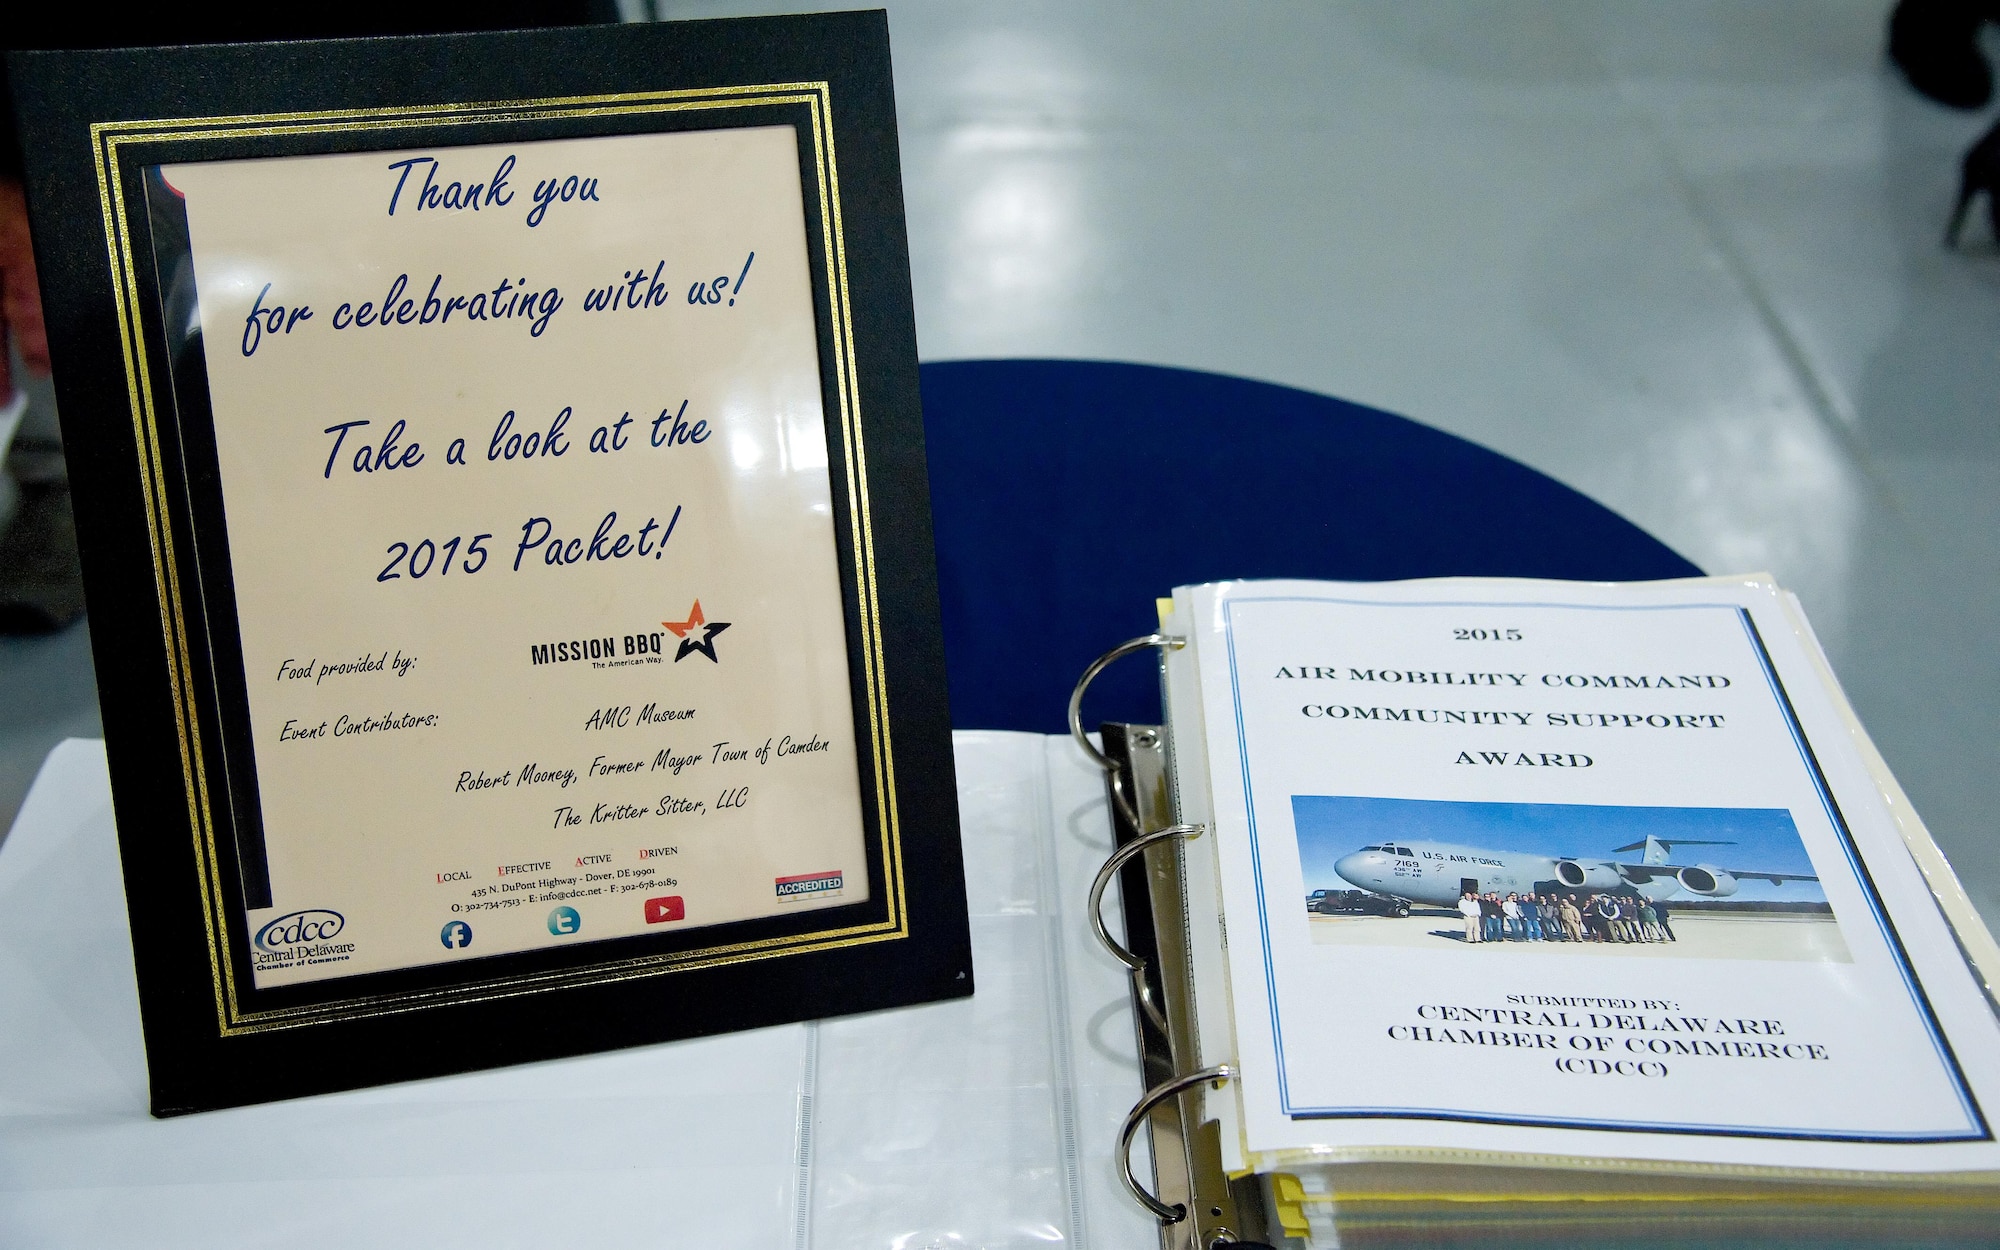 Thank you
for celebrating with us!
Take a look at the
2015 Packet!
Food provided by:
MISSION BBQ
The American Way.
Event Contributors:
AMC Museum
Robert Mooney, Former Mayor Town of Camden
The Kritter Sitter, LLC
LOCAL EFFECTIVE ACTIVE DRIVEN
435 N. DuPont Highway - Dover, DE 19901
O: 302-734-7513 - E: info@cdcc.net - F: 302-678-0189
ACCREDITED
cdcc
Central Delaware
Chamber of Commerce
2015
AIR MOBILITY COMMAND
COMMUNITY SUPPORT
AWARD
U.S. AIR FORCE
7169
436TH AW
512TH AW
SUBMITTED BY:
CENTRAL DELAWARE
CHAMBER OF COMMERCE
(CDCC)